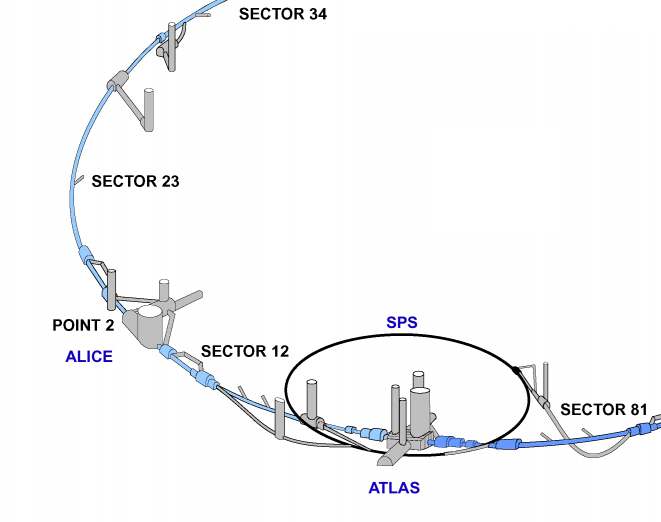 SECTOR 34
SECTOR 23
POINT 2
ALICE
SECTOR 12
SPS
SECTOR 81
ATLAS